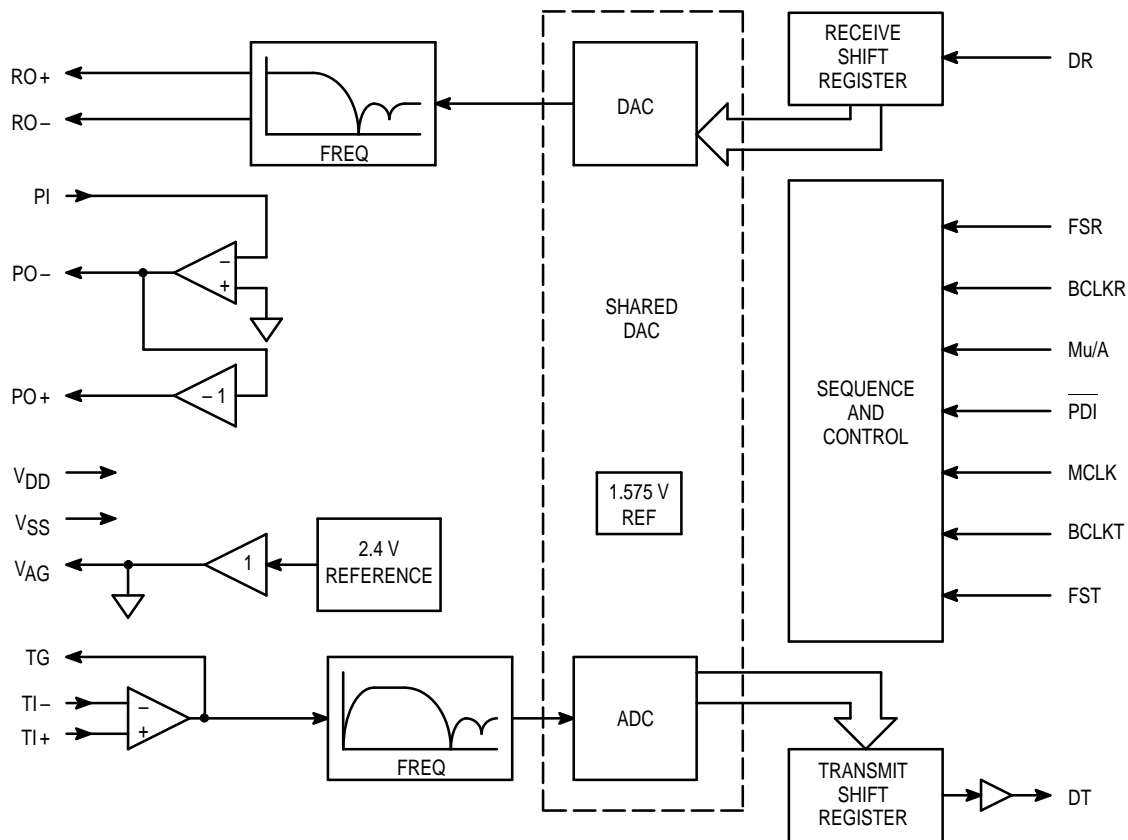 RO+
RO−
PI
PO−
PO+
VDD
VSS
VAG
TG
TI−
TI+
FREQ
−
+
− 1
1
2.4 V
REFERENCE
−
+
FREQ
DAC
SHARED
DAC
1.575 V
REF
ADC
RECEIVE
SHIFT
REGISTER
SEQUENCE
AND
CONTROL
TRANSMIT
SHIFT
REGISTER
DR
FSR
BCLKR
Mu/A
PDI
MCLK
BCLKT
FST
DT